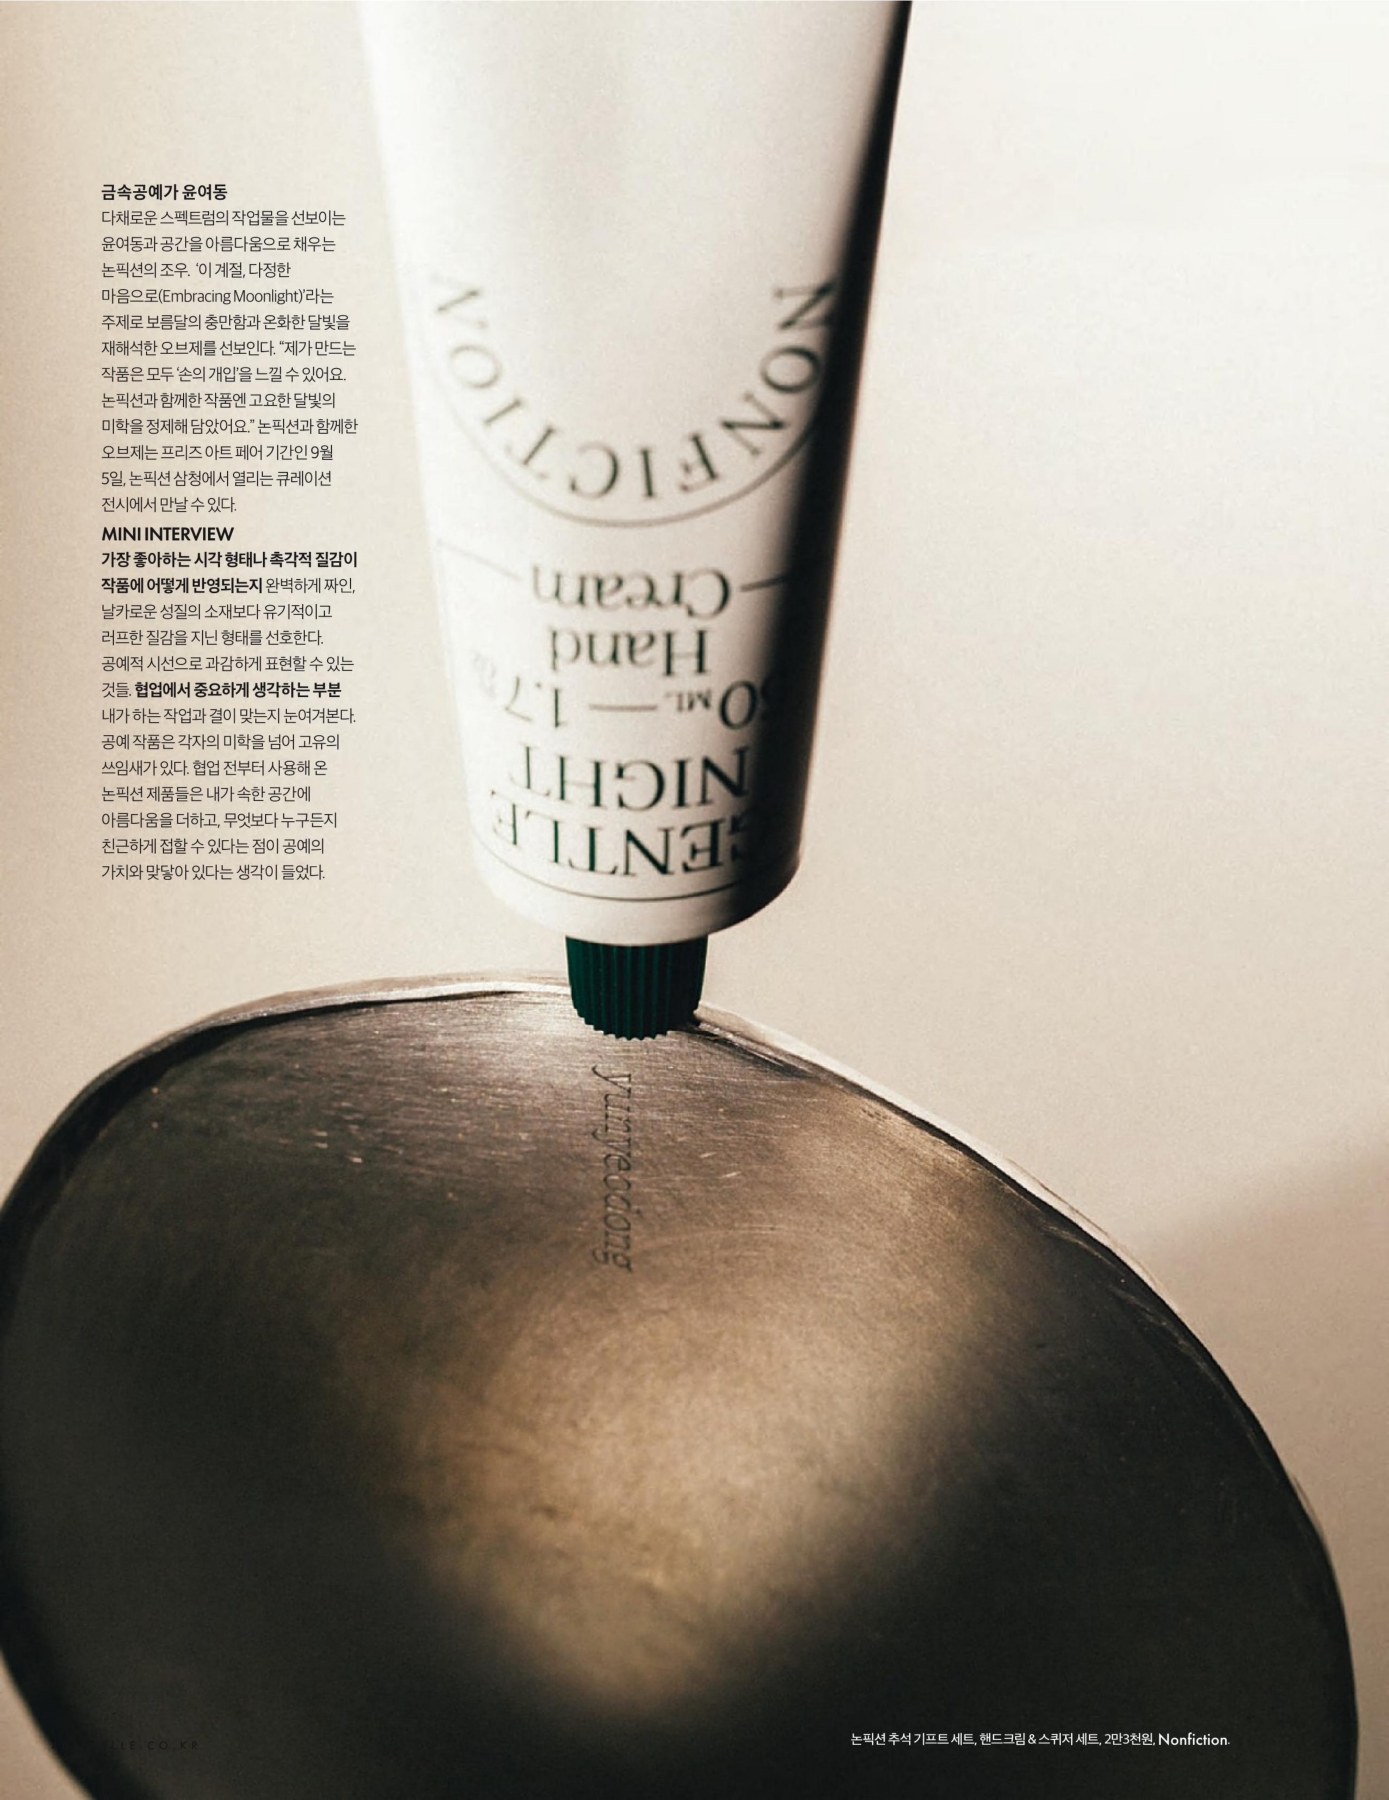 금속공예가 윤여동
다채로운 스펙트럼의 작업물을 선보이는
윤여동과 공간을 아름다움으로 채우는
논픽션의 조우. ‘이 계절, 다정한
마음으로(Embracing Moonlight)’라는
주제로 보름달의 충만함과 온화한 달빛을
재해석한 오브제를 선보인다. “제가 만드는
작품은 모두 ‘손의 개입’을 느낄 수 있어요.
논픽션과 함께한 작품엔 고요한 달빛의
미학을 정제해 담았어요.” 논픽션과 함께한
오브제는 프리즈 아트 페어 기간인 9월
5일, 논픽션 삼청에서 열리는 큐레이션
전시에서 만날 수 있다.
MINI INTERVIEW
가장 좋아하는 시각 형태나 촉각적 질감이
작품에 어떻게 반영되는지 완벽하게 짜인,
날카로운 성질의 소재보다 유기적이고
러프한 질감을 지닌 형태를 선호한다.
공예적 시선으로 과감하게 표현할 수 있는
것들. 협업에서 중요하게 생각하는 부분
내가 하는 작업과 결이 맞는지 눈여겨본다.
공예 작품은 각자의 미학을 넘어 고유의
쓰임새가 있다. 협업 전부터 사용해 온
논픽션 제품들은 내가 속한 공간에
아름다움을 더하고, 무엇보다 누구든지
친근하게 접할 수 있다는 점이 공예의
가치와 맞닿아 있다는 생각이 들었다.
GENTLE
NIGHT
50 ML. — 1.7
Hand
Cream
NONFICTION
yunyeodong
논픽션 추석 기프트 세트, 핸드크림 & 스퀴저 세트, 2만3천원, Nonfiction.
LLE.CO.KR